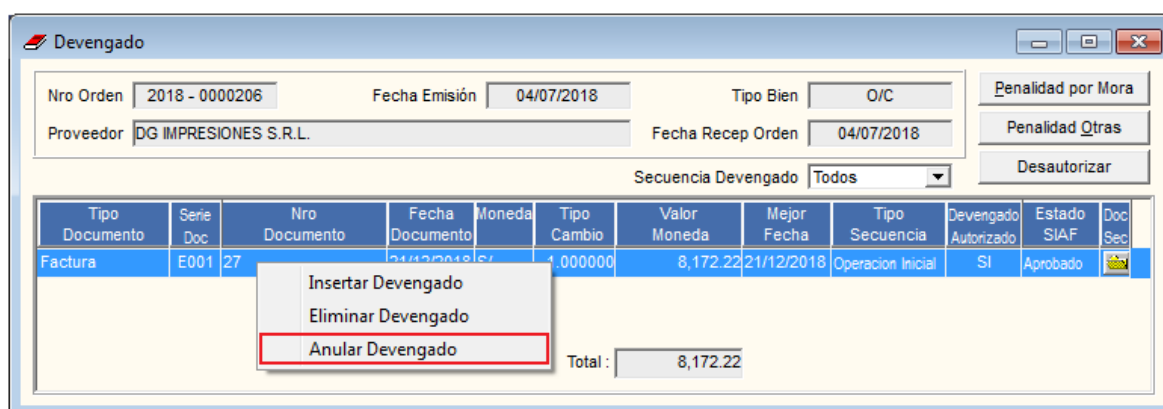 Devengado
Nro Orden 2018 - 0000206 Fecha Emisión 04/07/2018 Tipo Bien O/C Penalidad por Mora
Proveedor DG IMPRESIONES S.R.L. Fecha Recep Orden 04/07/2018 Penalidad Otras
Secuencia Devengado Todos Desautorizar
Tipo Serie Nro Fecha Moneda Tipo Valor Mejor Tipo Devengado Estado Doc
Documento Doc Documento Documento Cambio Moneda Fecha Secuencia Autorizado SIAF Sec
Factura E001 27 21/12/2018 S/. 1.000000 8,172.22 21/12/2018 Operacion Inicial SI Aprobado
Insertar Devengado
Eliminar Devengado
Anular Devengado
Total : 8,172.22